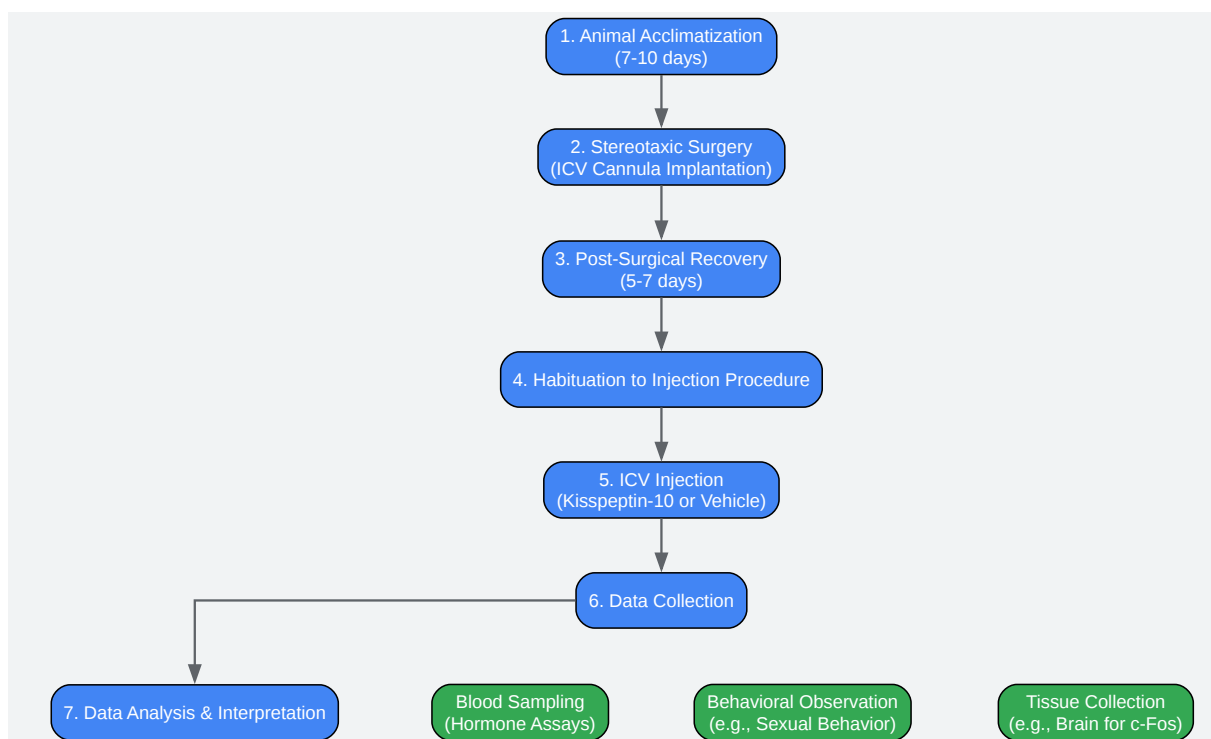 1. Animal Acclimatization
(7-10 days)
2. Stereotaxic Surgery
(ICV Cannula Implantation)
3. Post-Surgical Recovery
(5-7 days)
4. Habituation to Injection Procedure
5. ICV Injection
(Kisspeptin-10 or Vehicle)
6. Data Collection
7. Data Analysis & Interpretation
Blood Sampling
(Hormone Assays)
Behavioral Observation
(e.g., Sexual Behavior)
Tissue Collection
(e.g., Brain for c-Fos)